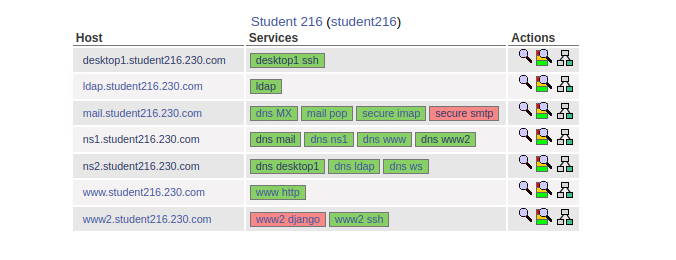 Student 216 (student216)
Host Services Actions
desktop1.student216.230.com desktop1 ssh
ldap.student216.230.com ldap
mail.student216.230.com dns MX mail pop secure imap secure smtp
ns1.student216.230.com dns mail dns ns1 dns www dns www2
ns2.student216.230.com dns desktop1 dns ldap dns ws
www.student216.230.com www http
www2.student216.230.com www2 django www2 ssh